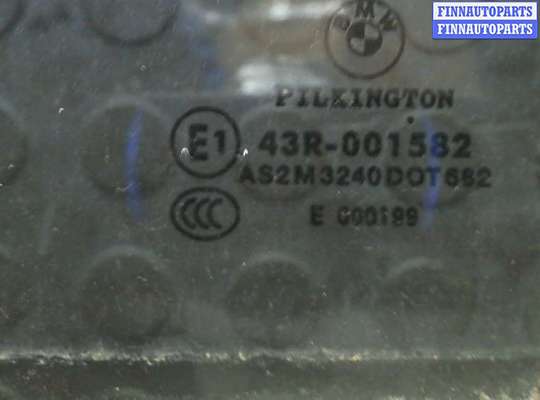 FINNAUTOPARTS
FINNAUTOPARTS
BMW
PILKINGTON
E1 43R-001582
AS2M3240DOT682
CCC E 000199